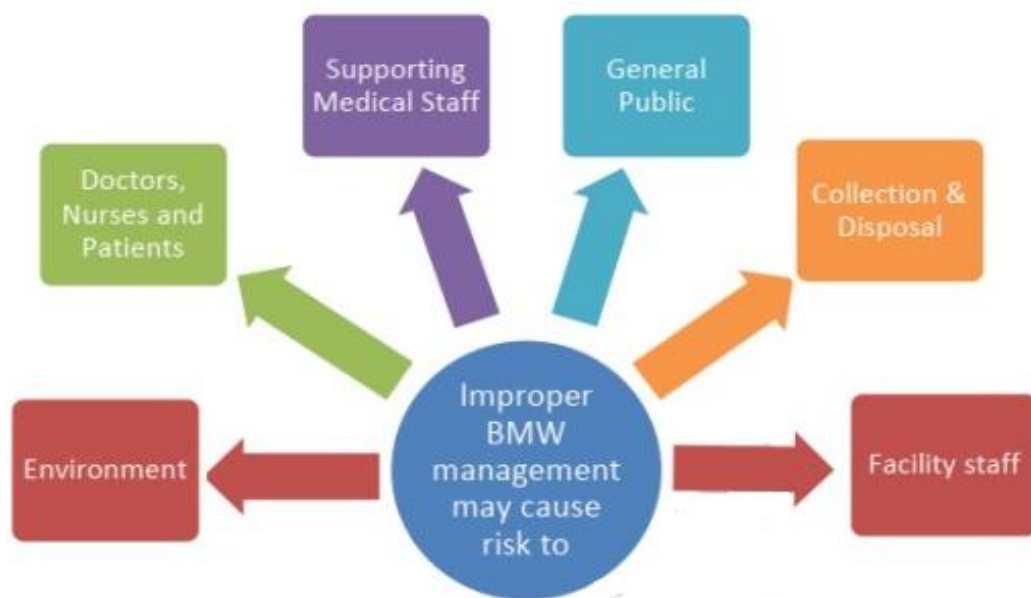 Supporting
Medical Staff
General
Public
Doctors,
Nurses and
Patients
Collection &
Disposal
Environment
Improper
BMW
management
may cause
risk to
Facility staff